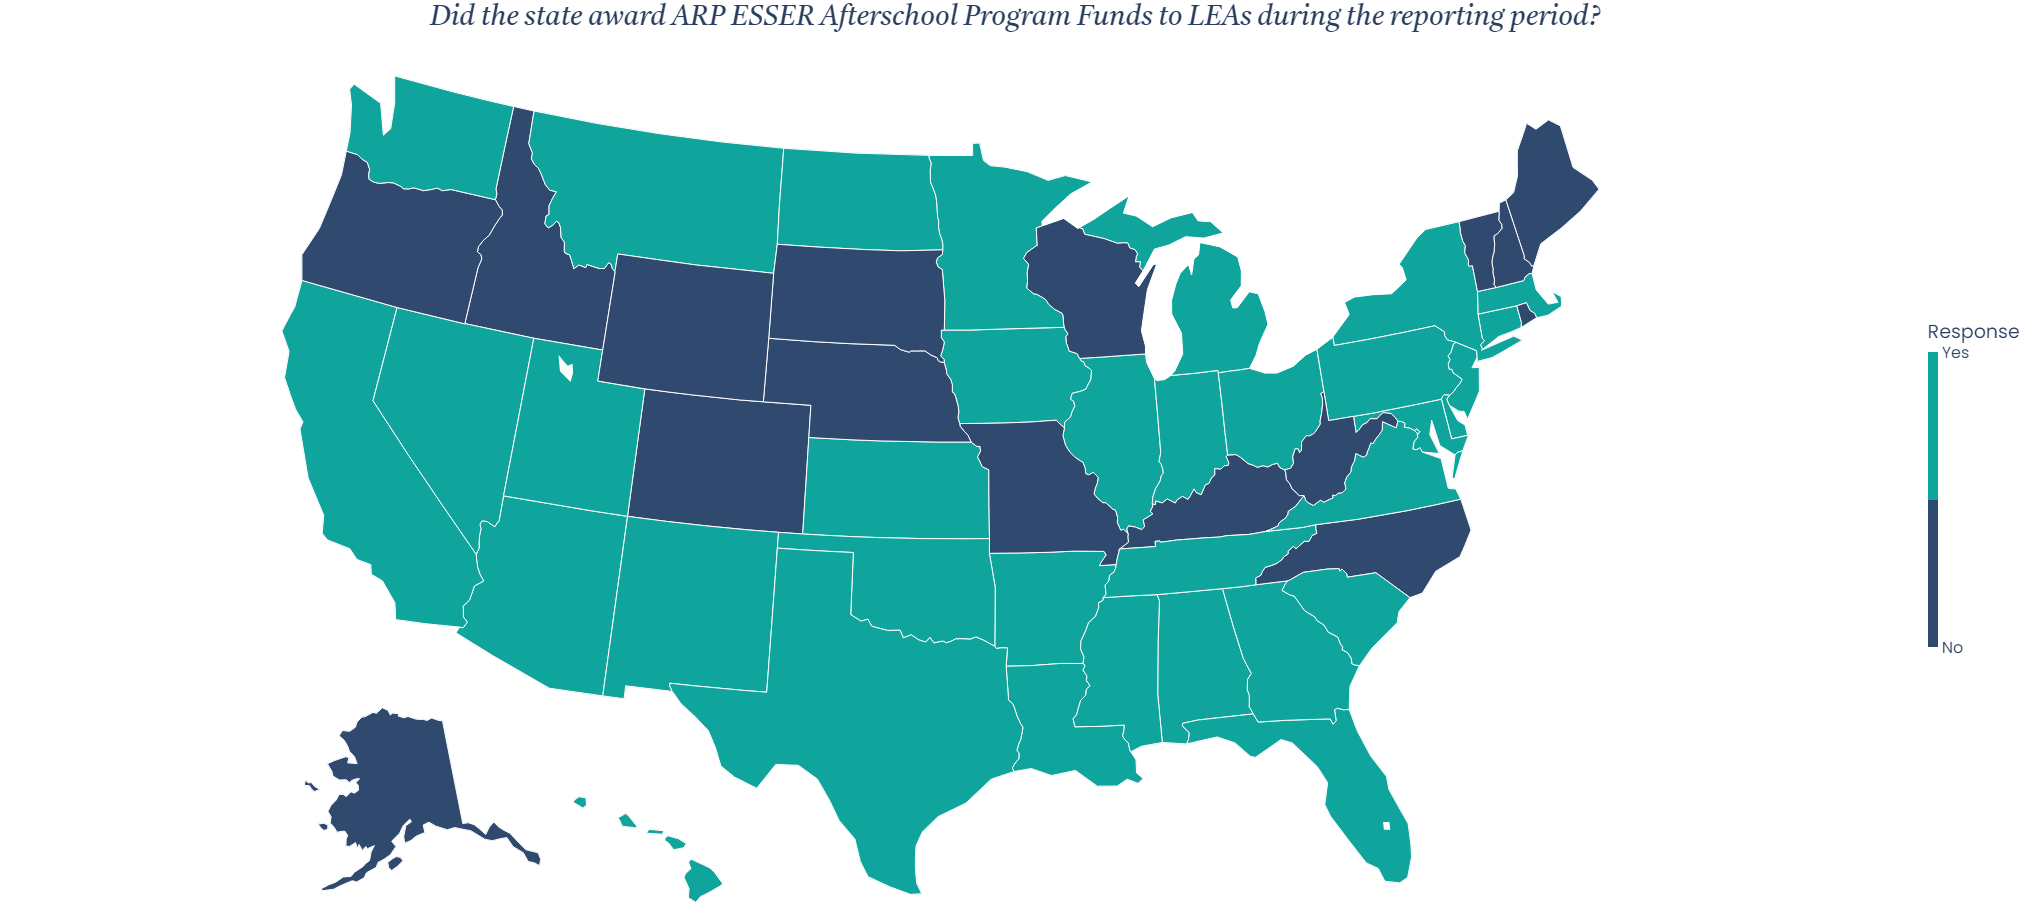 Did the state award ARP ESSER Afterschool Program Funds to LEAs during the reporting period?
Response
Yes
No